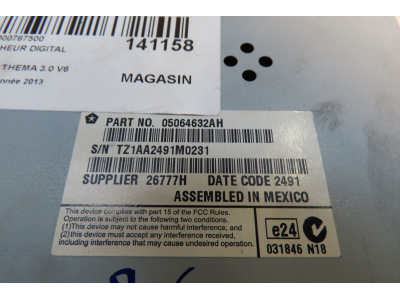 000767500
HEUR DIGITAL
141158
THEMA 3.0 V6
nnée 2013
MAGASIN
PART NO. 05064632AH
S/N TZ1AA2491M0231
SUPPLIER 26777H DATE CODE 2491
ASSEMBLED IN MEXICO
This device complies with part 15 of the FCC Rules.
Operation is subject to the following two conditions:
(1)This device may not cause harmful interference, and
(2)this device must accept any interference received,
including interference that may cause undesired operation.
e24
031846 N18